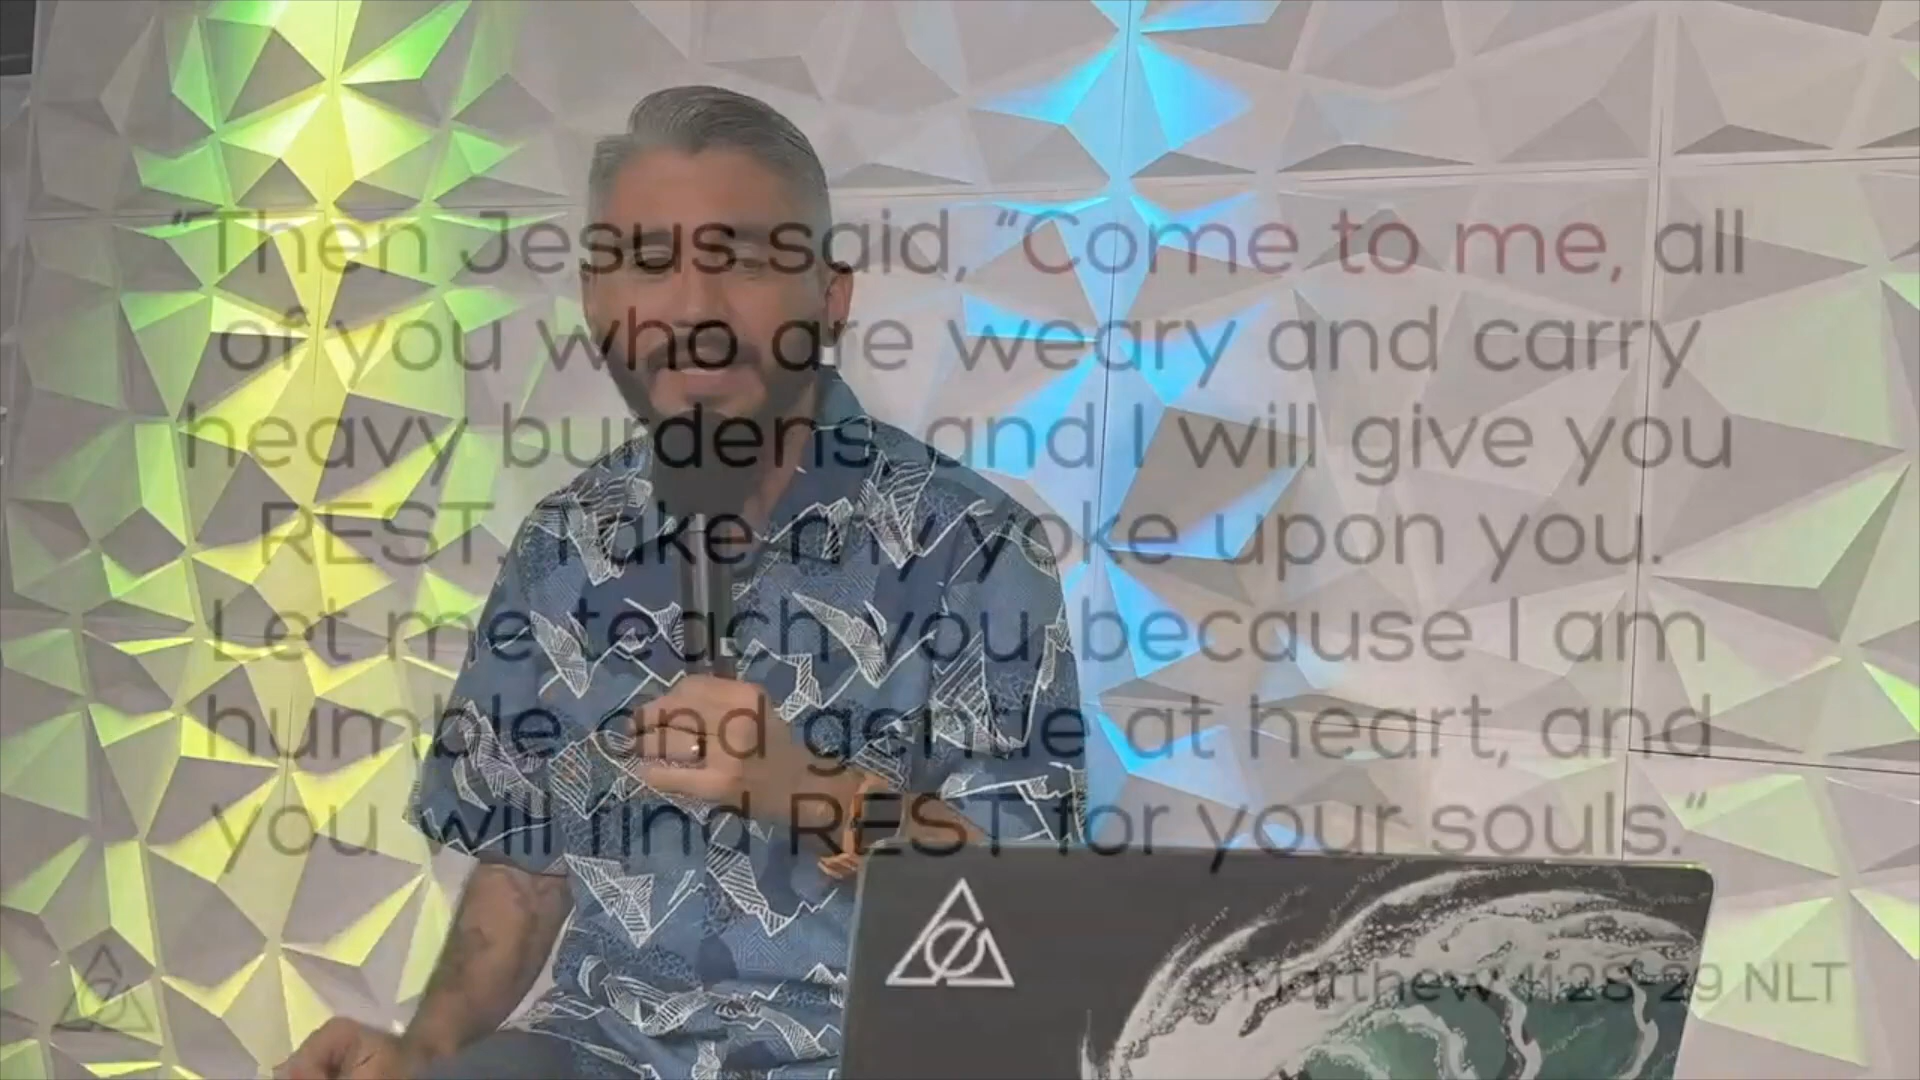 “Then Jesus said, “Come to me, all
of you who are weary and carry
heavy burdens, and I will give you
REST. Take my yoke upon you.
Let me teach you, because I am
humble and gentle at heart, and
you will find REST for your souls.“
Matthew 11:28-29 NLT